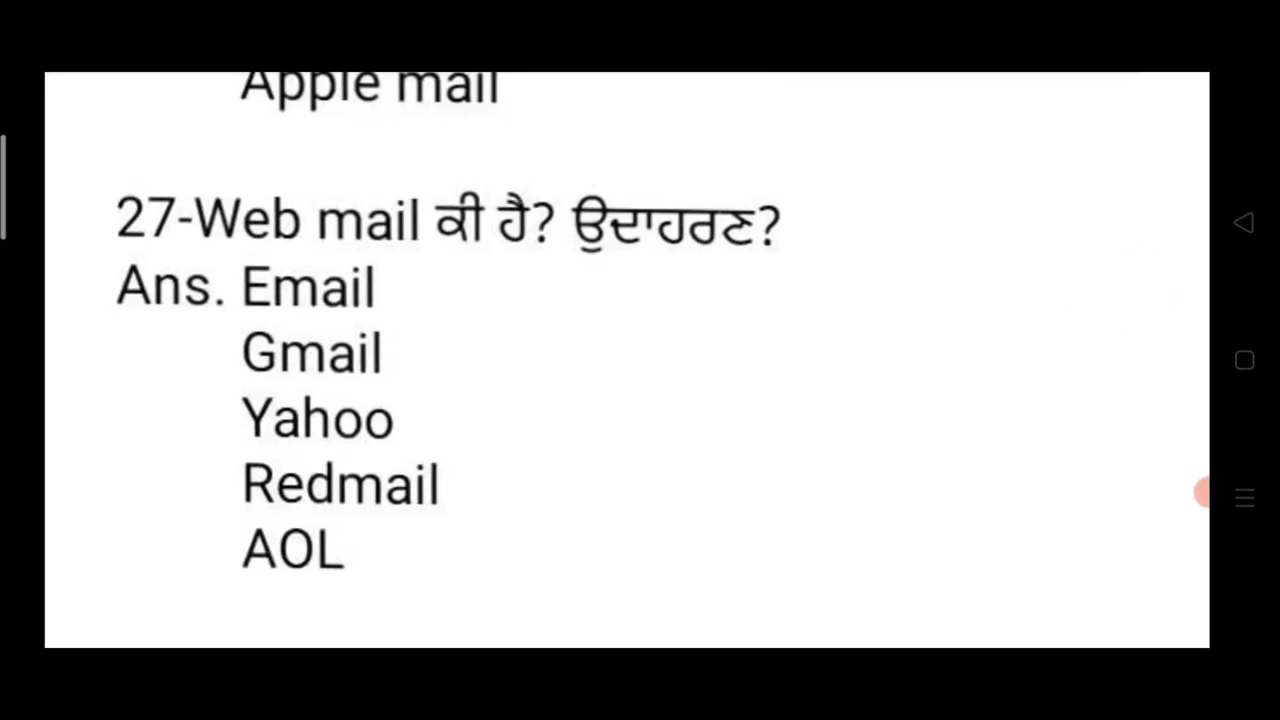 Apple mail
27-Web mail ਕੀ ਹੈ? ਉਦਾਹਰਣ?
Ans. Email
Gmail
Yahoo
Redmail
AOL